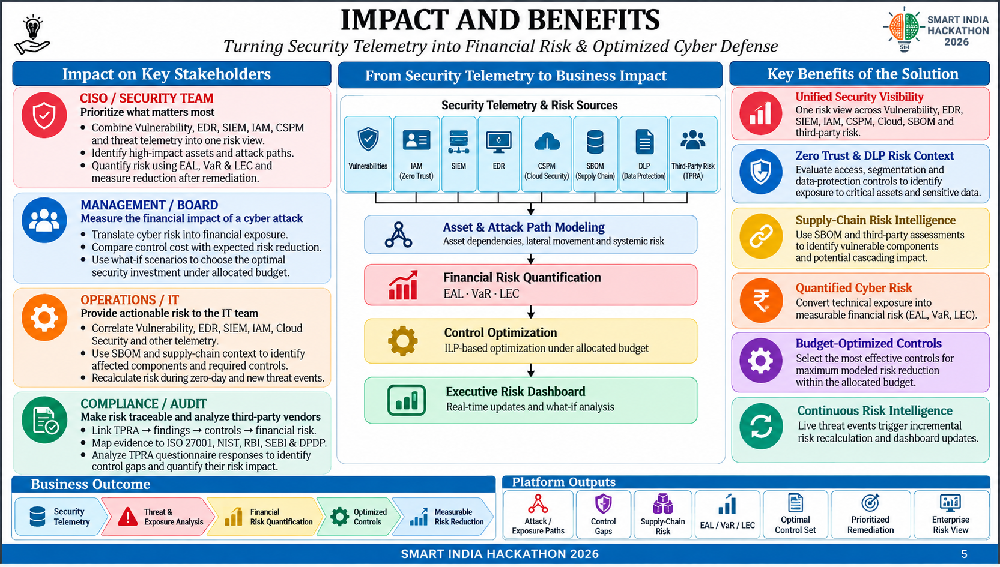 IMPACT AND BENEFITS
Turning Security Telemetry into Financial Risk & Optimized Cyber Defense
SIH
SMART INDIA
HACKATHON
2026
Impact on Key Stakeholders
CISO / SECURITY TEAM
Prioritize what matters most
• Combine Vulnerability, EDR, SIEM, IAM, CSPM
and threat telemetry into one risk view.
• Identify high-impact assets and attack paths.
• Quantify risk using EAL, VaR & LEC and
measure reduction after remediation.
MANAGEMENT / BOARD
Measure the financial impact of a cyber attack
• Translate cyber risk into financial exposure.
• Compare control cost with expected risk reduction.
• Use what-if scenarios to choose the optimal
security investment under allocated budget.
OPERATIONS / IT
Provide actionable risk to the IT team
• Correlate Vulnerability, EDR, SIEM, IAM, Cloud
Security and other telemetry.
• Use SBOM and supply-chain context to identify
affected components and required controls.
• Recalculate risk during zero-day and new threat events.
COMPLIANCE / AUDIT
Make risk traceable and analyze third-party vendors
• Link TPRA → findings → controls → financial risk.
• Map evidence to ISO 27001, NIST, RBI, SEBI & DPDP.
• Analyze TPRA questionnaire responses to identify
control gaps and quantify their risk impact.
From Security Telemetry to Business Impact
Security Telemetry & Risk Sources
Vulnerabilities
IAM
(Zero Trust)
SIEM
EDR
CSPM
(Cloud Security)
SBOM
(Supply Chain)
DLP
(Data Protection)
Third-Party Risk
(TPRA)
Asset & Attack Path Modeling
Asset dependencies, lateral movement and systemic risk
Financial Risk Quantification
EAL · VaR · LEC
Control Optimization
ILP-based optimization under allocated budget
Executive Risk Dashboard
Real-time updates and what-if analysis
Key Benefits of the Solution
Unified Security Visibility
One risk view across Vulnerability, EDR,
SIEM, IAM, CSPM, Cloud, SBOM and
third-party risk.
Zero Trust & DLP Risk Context
Evaluate access, segmentation and
data-protection controls to identify
exposure to critical assets and sensitive data.
Supply-Chain Risk Intelligence
Use SBOM and third-party assessments
to identify vulnerable components
and potential cascading impact.
₹
Quantified Cyber Risk
Convert technical exposure into
measurable financial risk (EAL, VaR, LEC).
Budget-Optimized Controls
Select the most effective controls for
maximum modeled risk reduction
within the allocated budget.
Continuous Risk Intelligence
Live threat events trigger incremental
risk recalculation and dashboard updates.
Business Outcome
Security
Telemetry
Threat &
Exposure Analysis
Financial
Risk Quantification
Optimized
Controls
Measurable
Risk Reduction
Platform Outputs
Attack /
Exposure Paths
Control
Gaps
Supply-Chain
Risk
EAL / VaR / LEC
Optimal
Control Set
Prioritized
Remediation
Enterprise
Risk View
SMART INDIA HACKATHON 2026
5